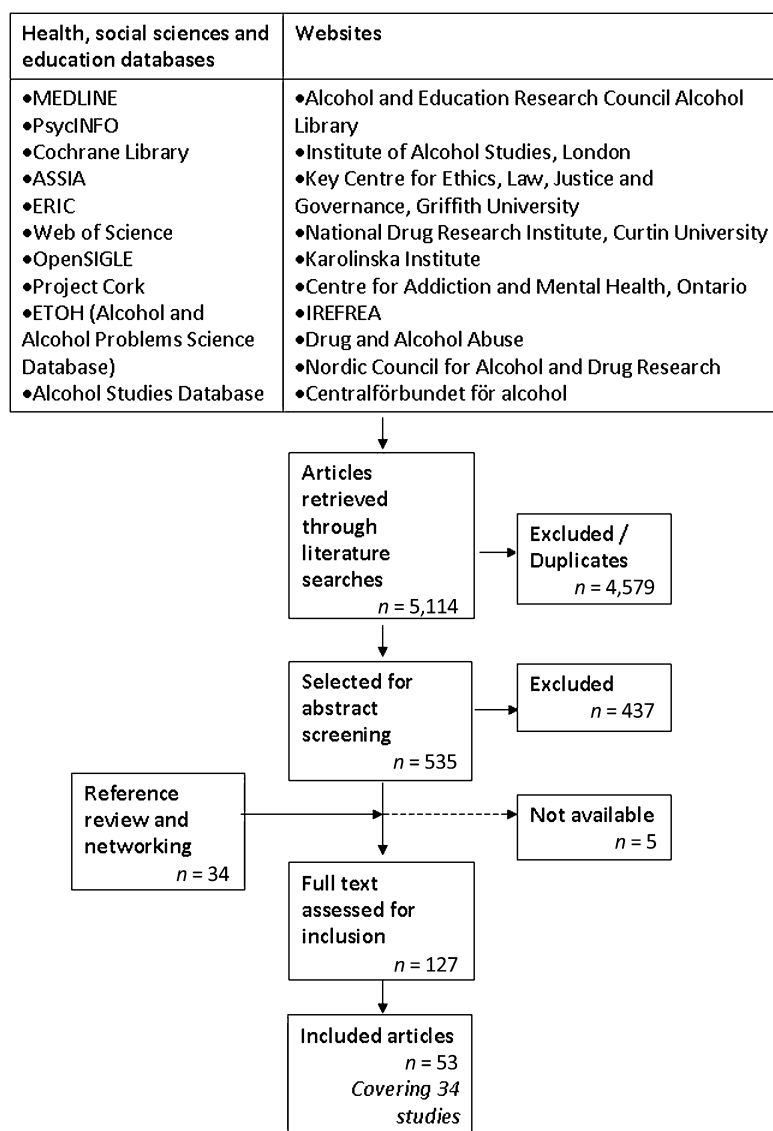 Health, social sciences and
education databases
Websites
•MEDLINE
•PsycINFO
•Cochrane Library
•ASSIA
•ERIC
•Web of Science
•OpenSIGLE
•Project Cork
•ETOH (Alcohol and
Alcohol Problems Science
Database)
•Alcohol Studies Database
•Alcohol and Education Research Council Alcohol
Library
•Institute of Alcohol Studies, London
•Key Centre for Ethics, Law, Justice and
Governance, Griffith University
•National Drug Research Institute, Curtin University
•Karolinska Institute
•Centre for Addiction and Mental Health, Ontario
•IREFREA
•Drug and Alcohol Abuse
•Nordic Council for Alcohol and Drug Research
•Centralförbundet för alcohol
Articles
retrieved
through
literature
searches
n = 5,114
Excluded /
Duplicates
n = 4,579
Selected for
abstract
screening
n = 535
Excluded
n = 437
Reference
review and
networking
n = 34
Not available
n = 5
Full text
assessed for
inclusion
n = 127
Included articles
n = 53
Covering 34
studies